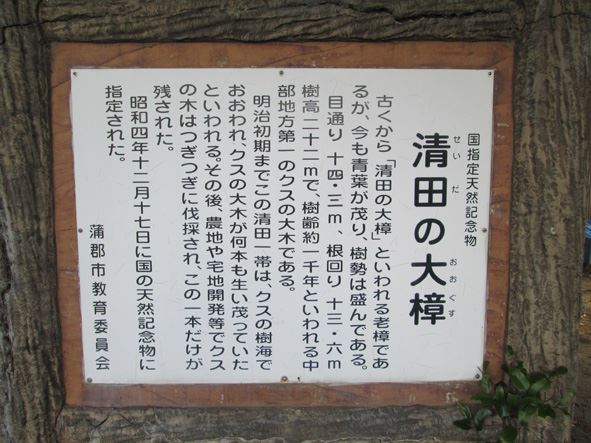 国指定天然記念物
清田の大樟
せいだ
おおぐす
古くから「清田の大樟」といわれる老樟であ
るが、今も青葉が茂り、樹勢は盛んである。
目通り 十四・三m、根回り 十三・六m
樹高二十二mで、樹齢約一千年といわれる中
部地方第一のクスの大木である。
明治初期までこの清田一帯は、クスの樹海で
おおわれ、クスの大木が何本も生い茂っていた
といわれる。その後、農地や宅地開発等でクス
の木はつぎつぎに伐採され、この一本だけが
残された。
昭和四年十二月十七日に国の天然記念物に
指定された。
蒲郡市教育委員会